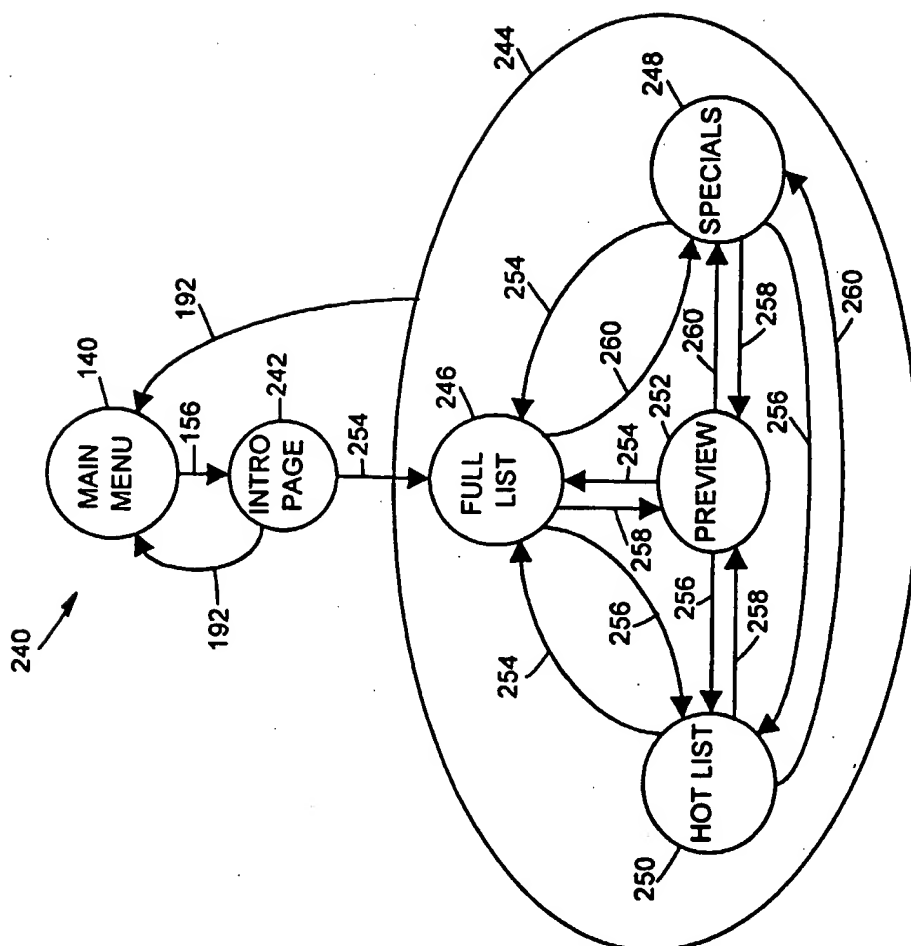 240
MAIN
MENU
140
192
192
156
INTRO
PAGE
242
254
244
FULL
LIST
246
254
254
260
256
258
254
248
SPECIALS
252
PREVIEW
260
258
256
258
250
HOT LIST
256
260